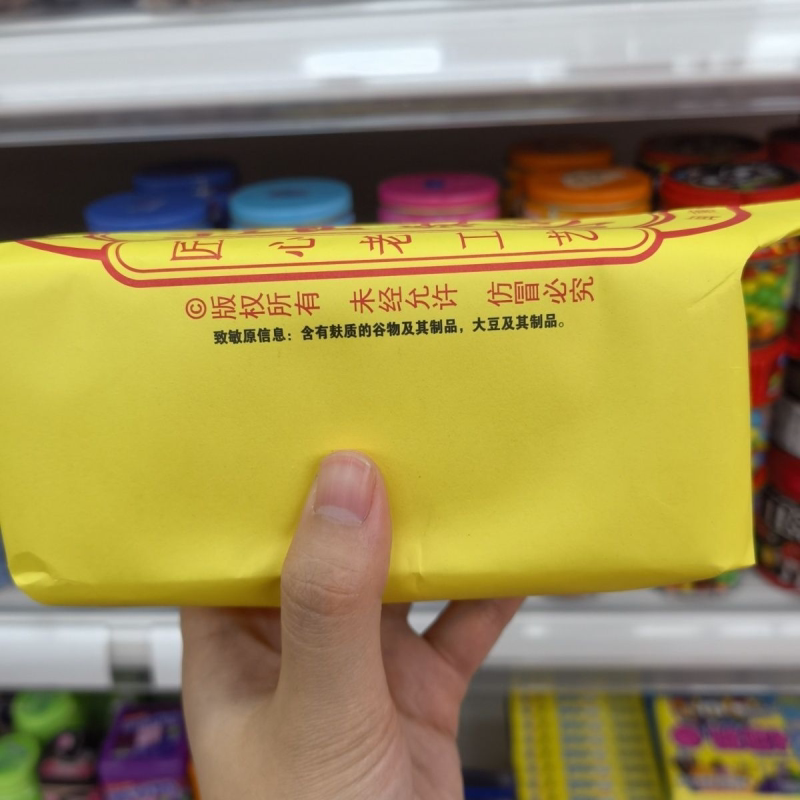 匠心老工艺
©版权所有 未经允许 仿冒必究
致敏原信息：含有麸质的谷物及其制品，大豆及其制品。